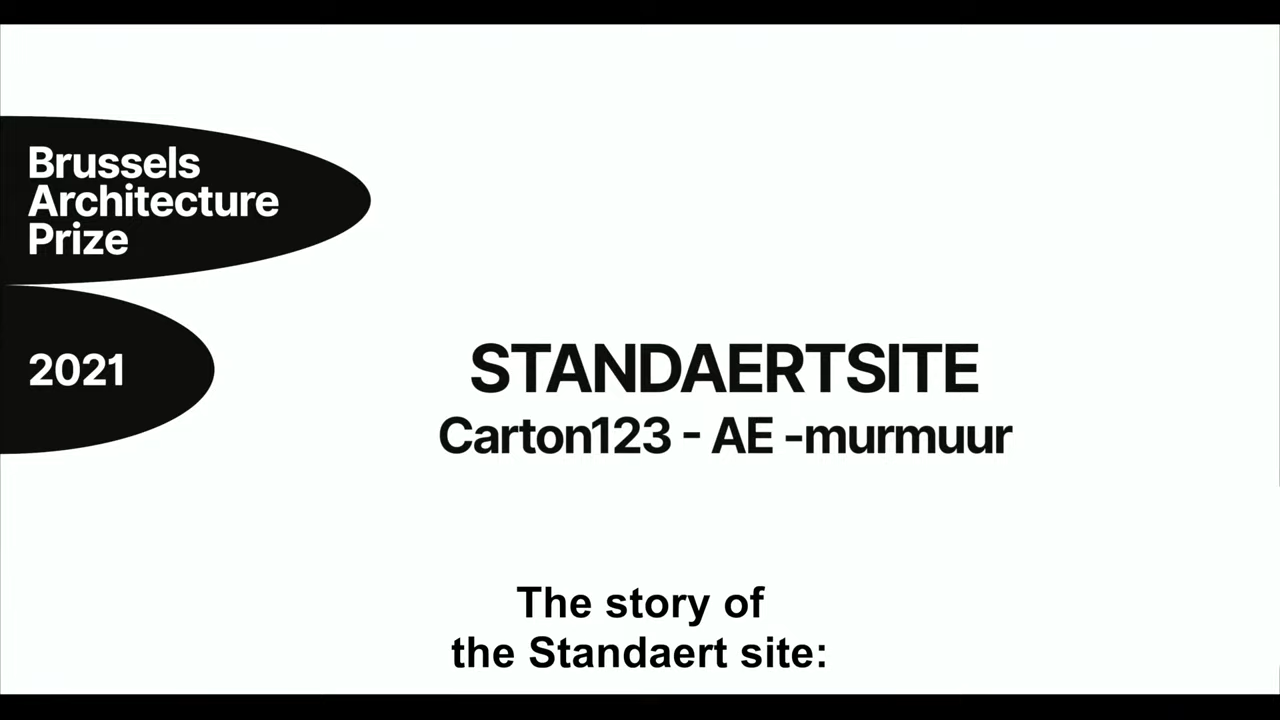 Brussels
Architecture
Prize
2021
STANDAERTSITE
Carton123 - AE -murmuur
The story of
the Standaert site: